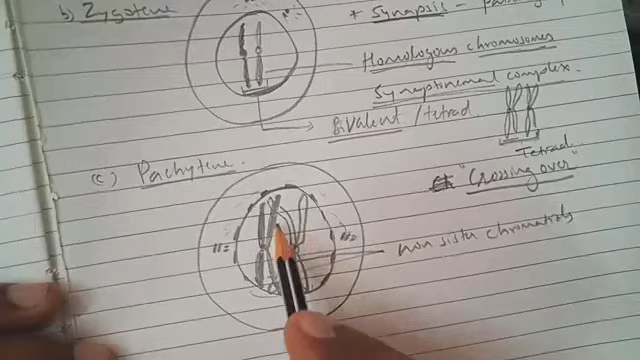 b) Zygotene
* Synapsis -
Homologous chromosomes
Synaptinemal complex.
Bivalent / tetrad.
Tetrad
(c) Pachytene.
"Crossing over"
non sister chromatids